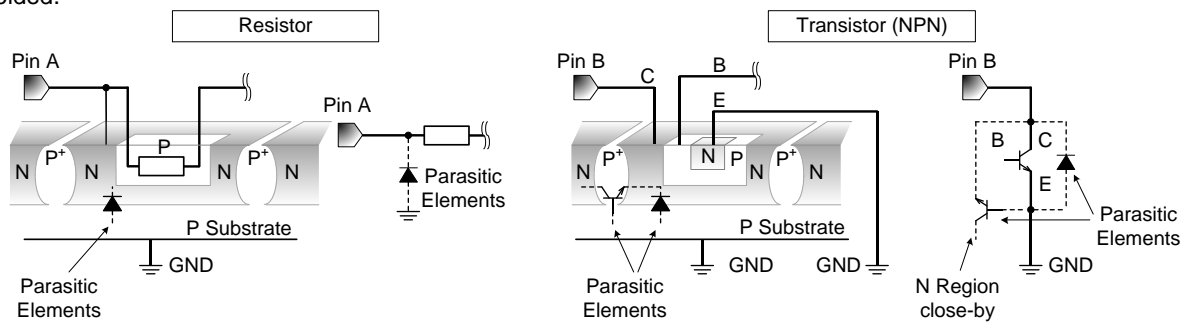 Resistor
Transistor (NPN)
Pin A
Pin A
N
P+
N
P
N
P+
N
Parasitic
Elements
P Substrate
GND
Parasitic
Elements
Pin B
C
B
E
N
P+
N
N
P
N
P+
N
P Substrate
GND
GND
Parasitic
Elements
Pin B
B
C
E
Parasitic
Elements
GND
N Region
close-by